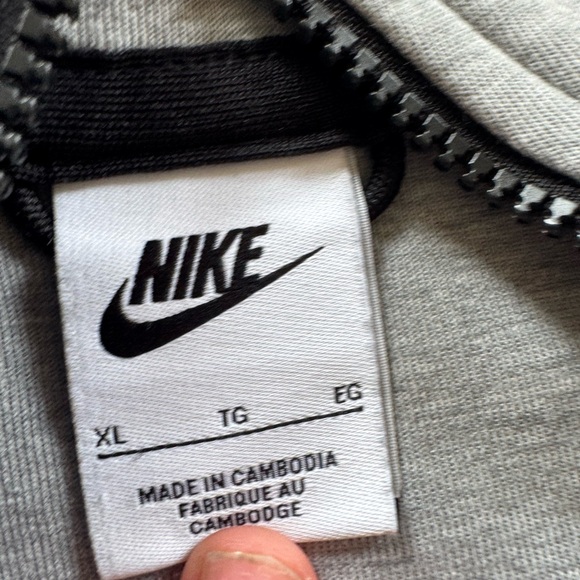 NIKE
XL TG EG
MADE IN CAMBODIA
FABRIQUE AU
CAMBODGE